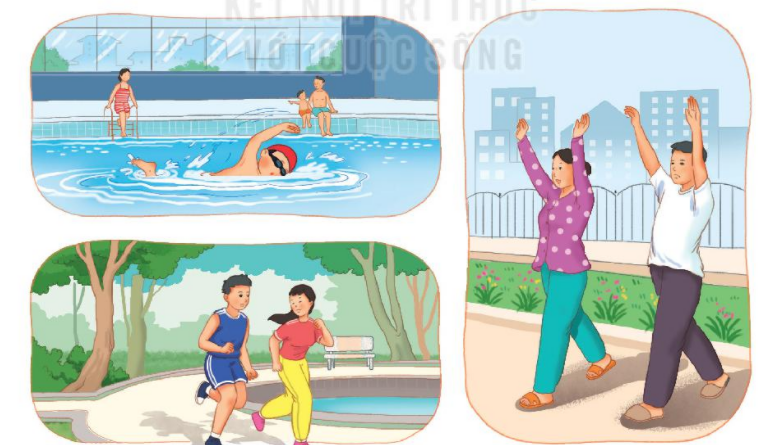 KẾT NỐI TRI THỨC
VỚI CUỘC SỐNG